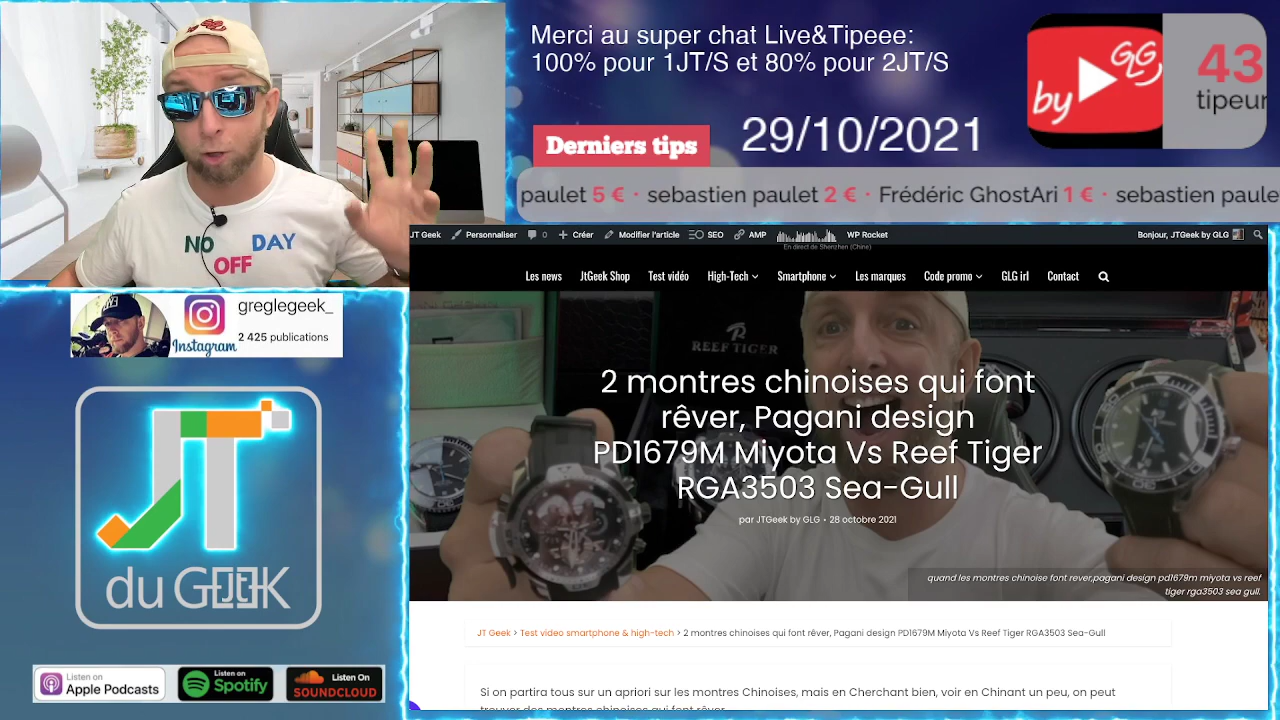 Merci au super chat Live&Tipeee:
100% pour 1JT/S et 80% pour 2JT/S
by GLG
43
tipeur
Derniers tips
29/10/2021
paulet 5 € · sebastien paulet 2 € · Frédéric GhostAri 1 € · sebastien paule
NO DAY
OFF
greglegeek_
2 425 publications
Instagram
JT
du GEEK
Listen on
Apple Podcasts
Listen on
Spotify
Listen On
SOUNDCLOUD
JT Geek Personnaliser 0 Créer Modifier l'article SEO AMP WP Rocket Bonjour, JTGeek by GLG
En direct de Shenzhen (Chine)
Les news JtGeek Shop Test vidéo High-Tech Smartphone Les marques Code promo GLG irl Contact
REEF TIGER
2 montres chinoises qui font
rêver, Pagani design
PD1679M Miyota Vs Reef Tiger
RGA3503 Sea-Gull
par JTGeek by GLG • 28 octobre 2021
quand les montres chinoise font rever,pagani design pd1679m miyota vs reef
tiger rga3503 sea gull.
JT Geek > Test video smartphone & high-tech > 2 montres chinoises qui font rêver, Pagani design PD1679M Miyota Vs Reef Tiger RGA3503 Sea-Gull
Si on partira tous sur un apriori sur les montres Chinoises, mais en Cherchant bien, voir en Chinant un peu, on peut
trouver des montres chinoises qui font rêver